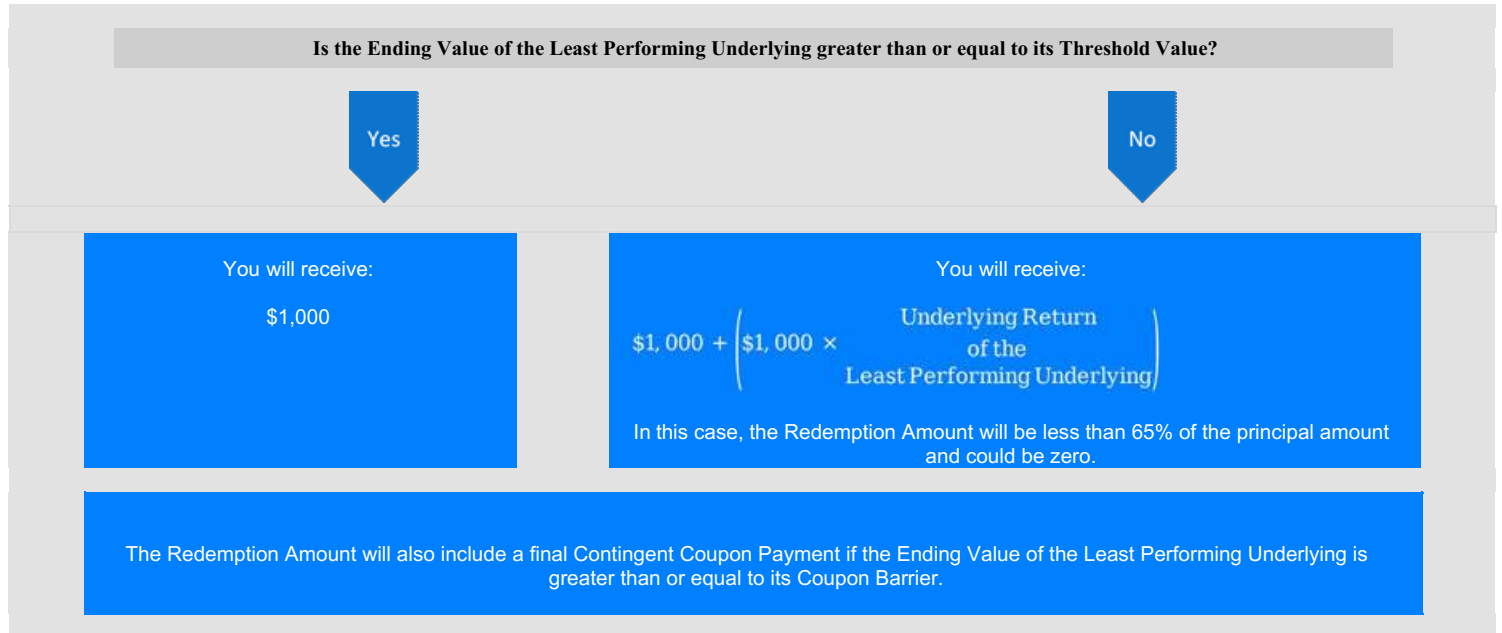 Is the Ending Value of the Least Performing Underlying greater than or equal to its Threshold Value?
Yes
No
You will receive:
$1,000
You will receive:
$1, 000 + ($1, 000 × Underlying Return
of the
Least Performing Underlying)
In this case, the Redemption Amount will be less than 65% of the principal amount
and could be zero.
The Redemption Amount will also include a final Contingent Coupon Payment if the Ending Value of the Least Performing Underlying is
greater than or equal to its Coupon Barrier.